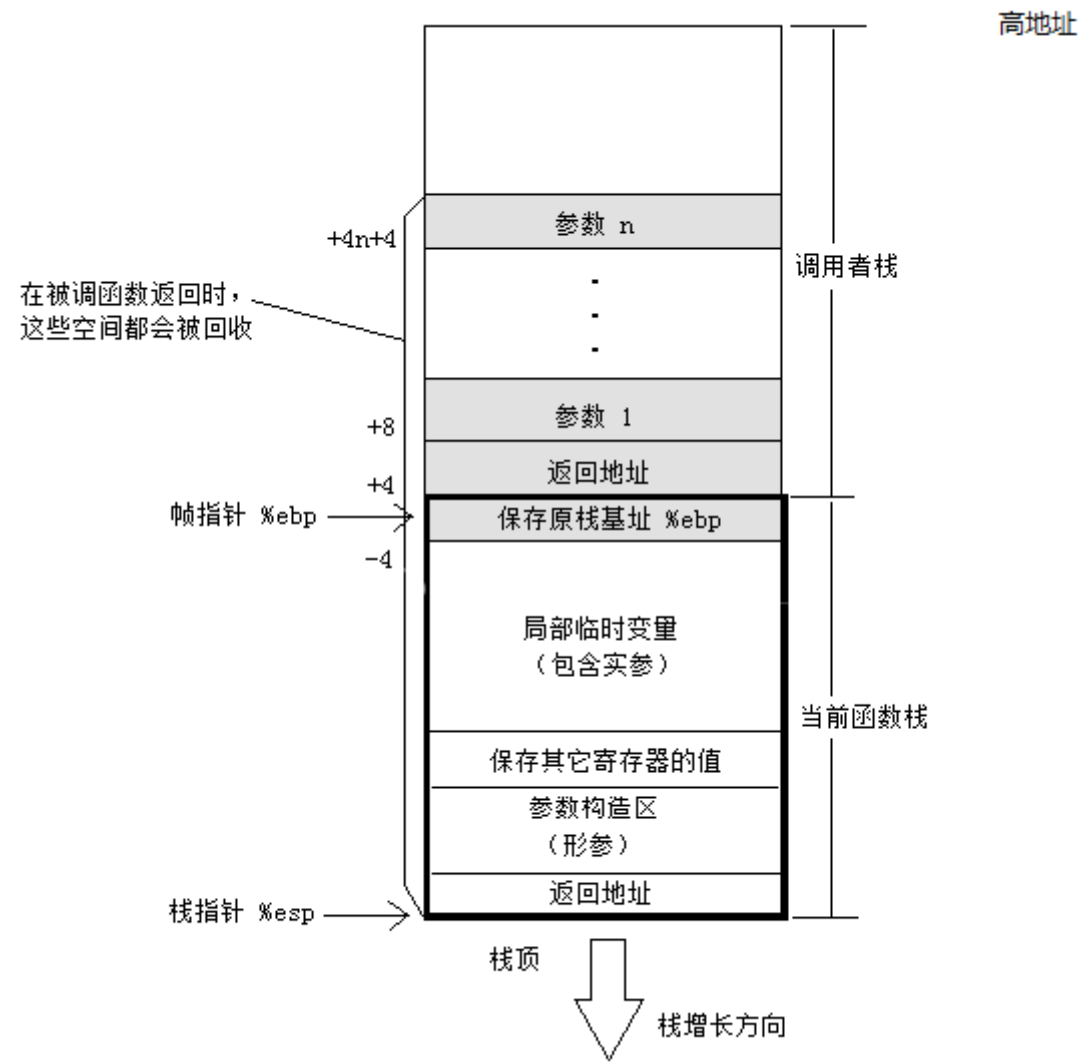 高地址
参数 n
+4n+4
调用者栈
在被调函数返回时，
这些空间都会被回收
参数 1
+8
返回地址
+4
帧指针 %ebp
保存原栈基址 %ebp
-4
局部临时变量
（包含实参）
当前函数栈
保存其它寄存器的值
参数构造区
（形参）
返回地址
栈指针 %esp
栈顶
栈增长方向